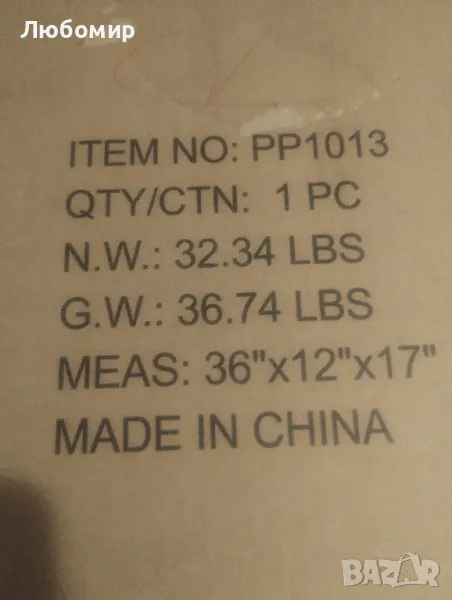 Любомир
ITEM NO: PP1013
QTY/CTN: 1 PC
N.W.: 32.34 LBS
G.W.: 36.74 LBS
MEAS: 36"x12"x17"
MADE IN CHINA
BAZAR